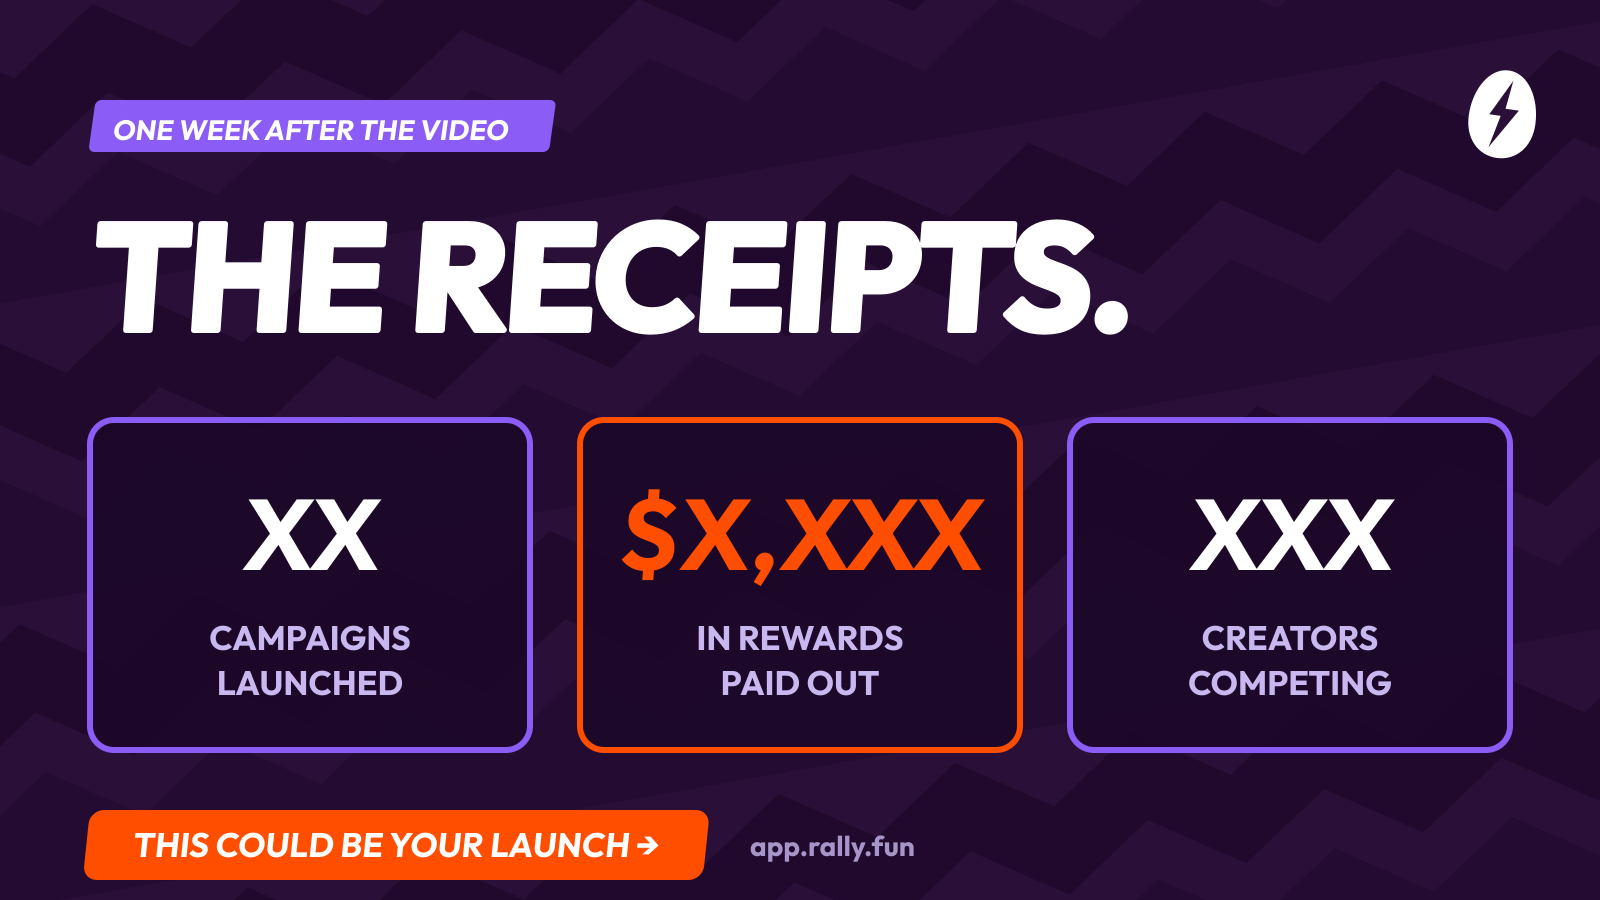 ONE WEEK AFTER THE VIDEO
THE RECEIPTS.
XX
CAMPAIGNS
LAUNCHED
$X,XXX
IN REWARDS
PAID OUT
XXX
CREATORS
COMPETING
THIS COULD BE YOUR LAUNCH →
app.rally.fun